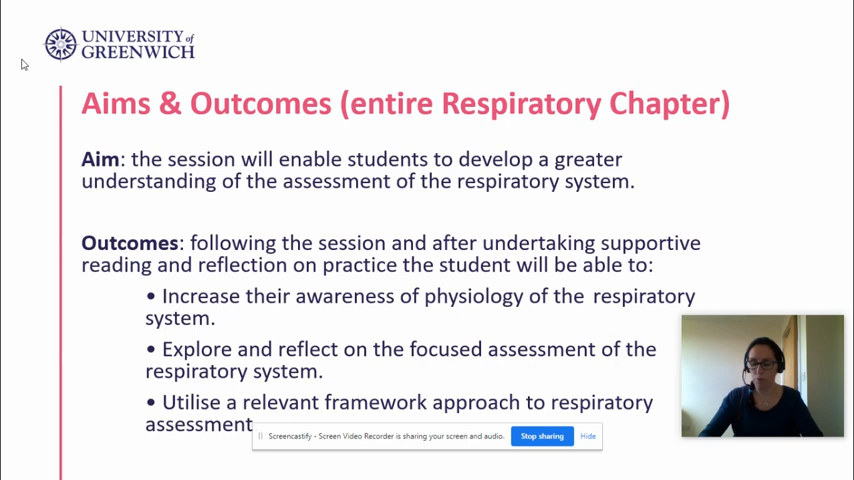 UNIVERSITY of
GREENWICH
Aims & Outcomes (entire Respiratory Chapter)
Aim: the session will enable students to develop a greater
understanding of the assessment of the respiratory system.
Outcomes: following the session and after undertaking supportive
reading and reflection on practice the student will be able to:
• Increase their awareness of physiology of the respiratory
system.
• Explore and reflect on the focused assessment of the
respiratory system.
• Utilise a relevant framework approach to respiratory
assessment
Screencastify - Screen Video Recorder is sharing your screen and audio. Stop sharing Hide